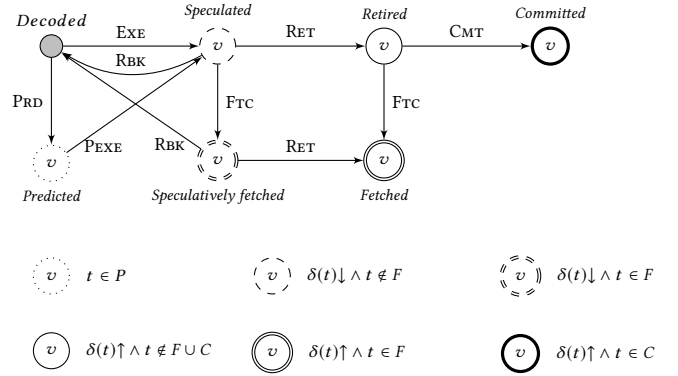 Decoded Speculated Retired Committed
EXE RET CMT
v v v
RBK
PRD FTC FTC
PEXE RBK RET
v v v
Predicted Speculatively fetched Fetched
v t ∈ P v δ(t)↓ ∧ t ∉ F v δ(t)↓ ∧ t ∈ F
v δ(t)↑ ∧ t ∉ F ∪ C v δ(t)↑ ∧ t ∈ F v δ(t)↑ ∧ t ∈ C